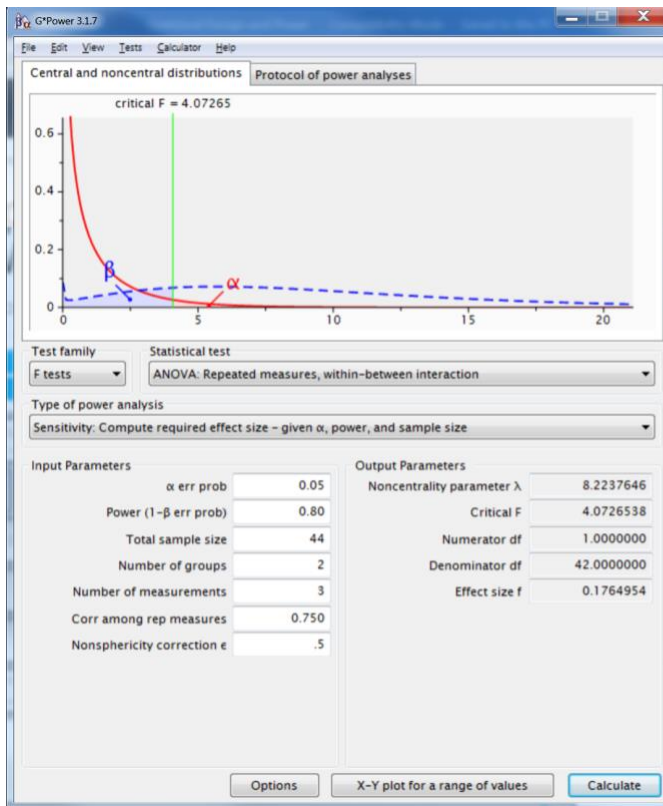 G*Power 3.1.7
File Edit View Tests Calculator Help
Central and noncentral distributions Protocol of power analyses
critical F = 4.07265
0.6
0.4
0.2
0
β
α
0 5 10 15 20
Test family Statistical test
F tests ANOVA: Repeated measures, within-between interaction
Type of power analysis
Sensitivity: Compute required effect size – given α, power, and sample size
Input Parameters Output Parameters
α err prob 0.05 Noncentrality parameter λ 8.2237646
Power (1-β err prob) 0.80 Critical F 4.0726538
Total sample size 44 Numerator df 1.0000000
Number of groups 2 Denominator df 42.0000000
Number of measurements 3 Effect size f 0.1764954
Corr among rep measures 0.750
Nonsphericity correction ϵ .5
Options X-Y plot for a range of values Calculate